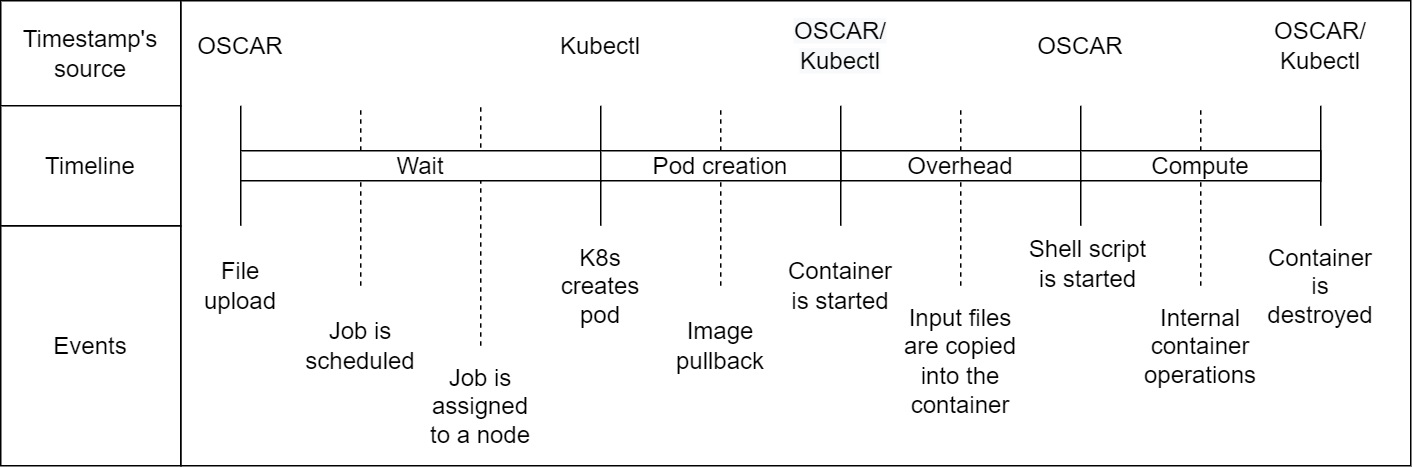 Timestamp's
source
OSCAR
Kubectl
OSCAR/
Kubectl
OSCAR
OSCAR/
Kubectl
Timeline
Wait
Pod creation
Overhead
Compute
Events
File
upload
Job is
scheduled
Job is
assigned
to a node
K8s
creates
pod
Image
pullback
Container
is started
Input files
are copied
into the
container
Shell script
is started
Internal
container
operations
Container
is
destroyed